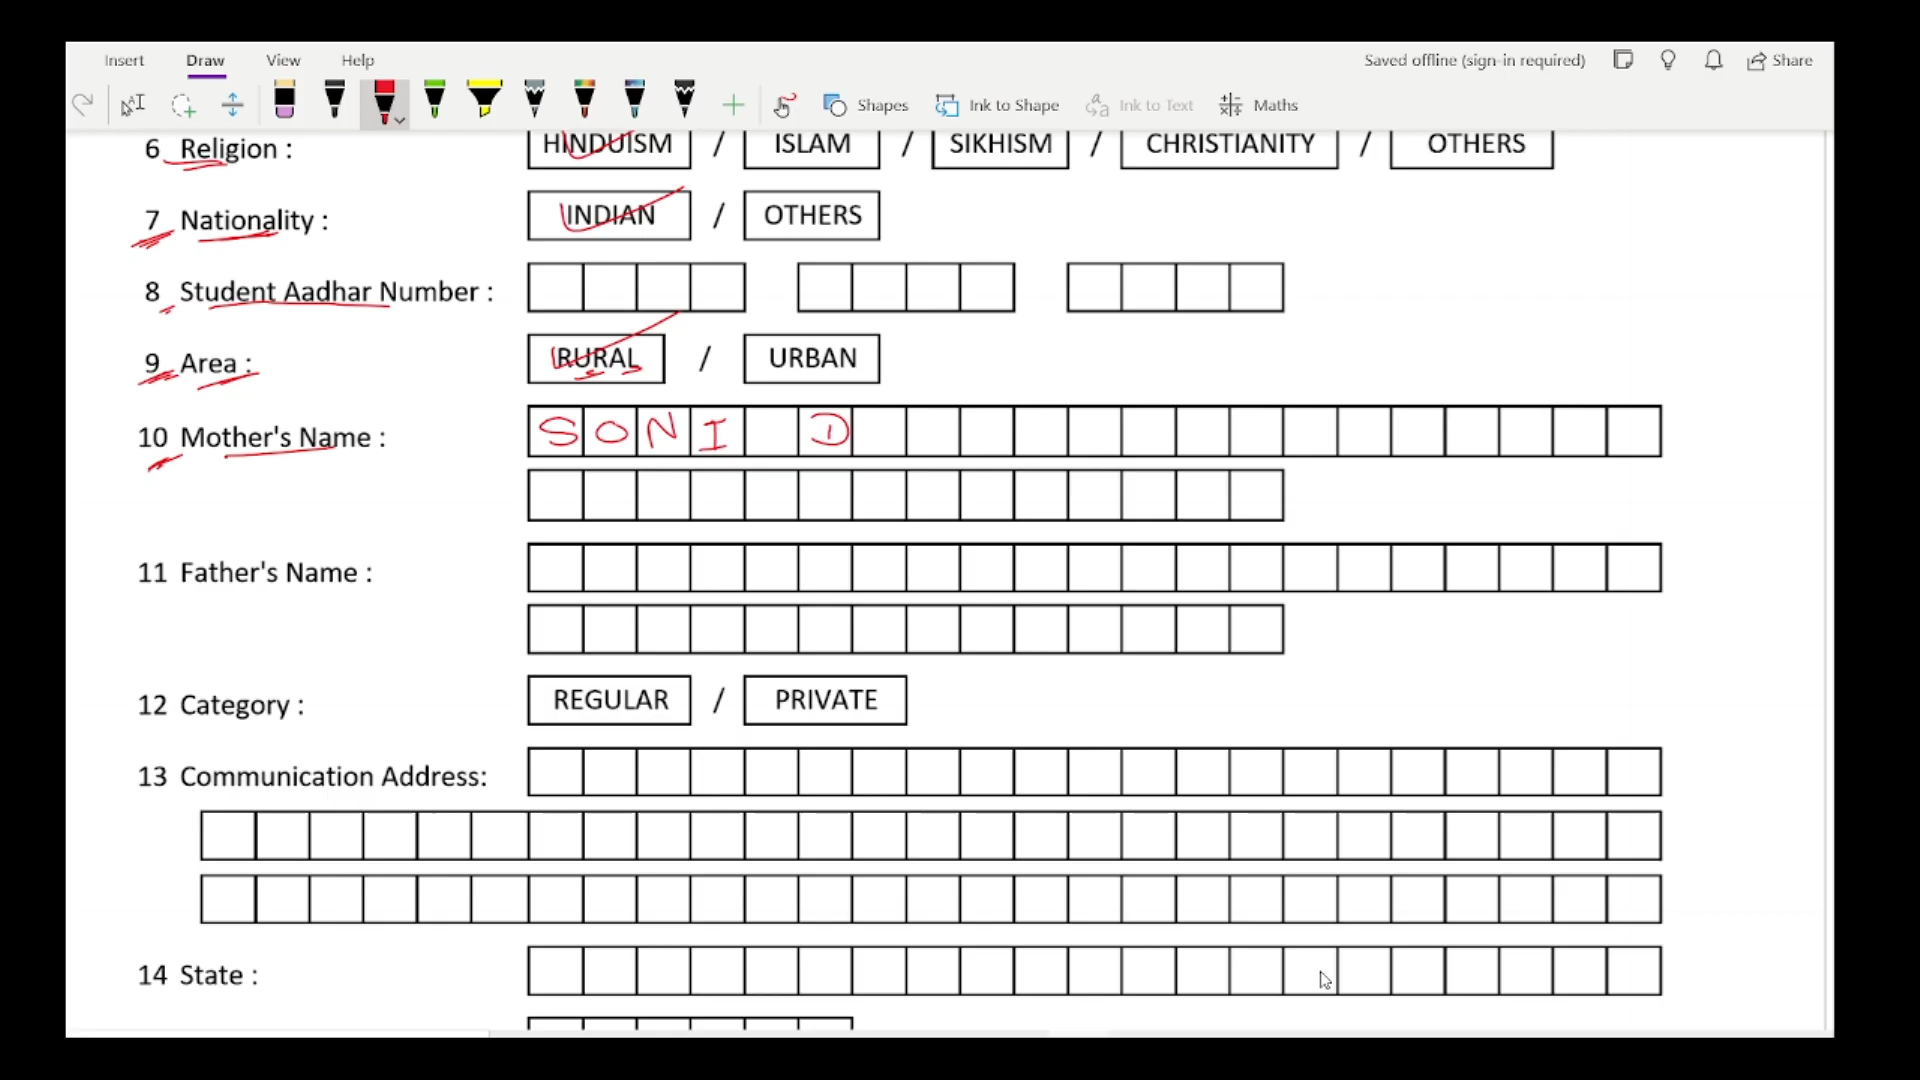 Insert Draw View Help Saved offline (sign-in required) Share
Shapes Ink to Shape Ink to Text Maths
6 Religion : HINDUISM / ISLAM / SIKHISM / CHRISTIANITY / OTHERS
7 Nationality : INDIAN / OTHERS
8 Student Aadhar Number :
9 Area : RURAL / URBAN
10 Mother's Name : SONI D
11 Father's Name :
12 Category : REGULAR / PRIVATE
13 Communication Address:
14 State :